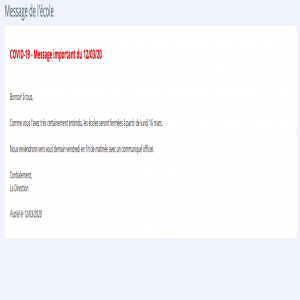 Message de l'école
COVID-19 - Message important du 12/03/20
Bonsoir à tous,
Comme vous l'avez très certainement entendu, les écoles seront fermées à partir de lundi 16 mars.
Nous reviendrons vers vous demain vendredi en fin de matinée avec un communiqué officiel.
Cordialement,
La Direction
Publié le 12/03/2020